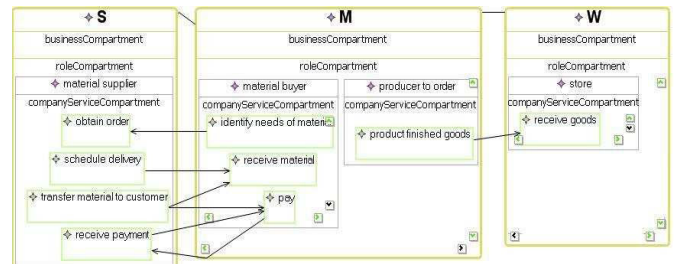 S
businessCompartment
roleCompartment
material supplier
companyServiceCompartment
obtain order
schedule delivery
transfer material to customer
receive payment
M
businessCompartment
roleCompartment
material buyer
companyServiceCompartment
identify needs of materia
receive material
pay
producer to order
companyServiceCompartment
product finished goods
W
businessCompartment
roleCompartment
store
companyServiceCompartment
receive goods